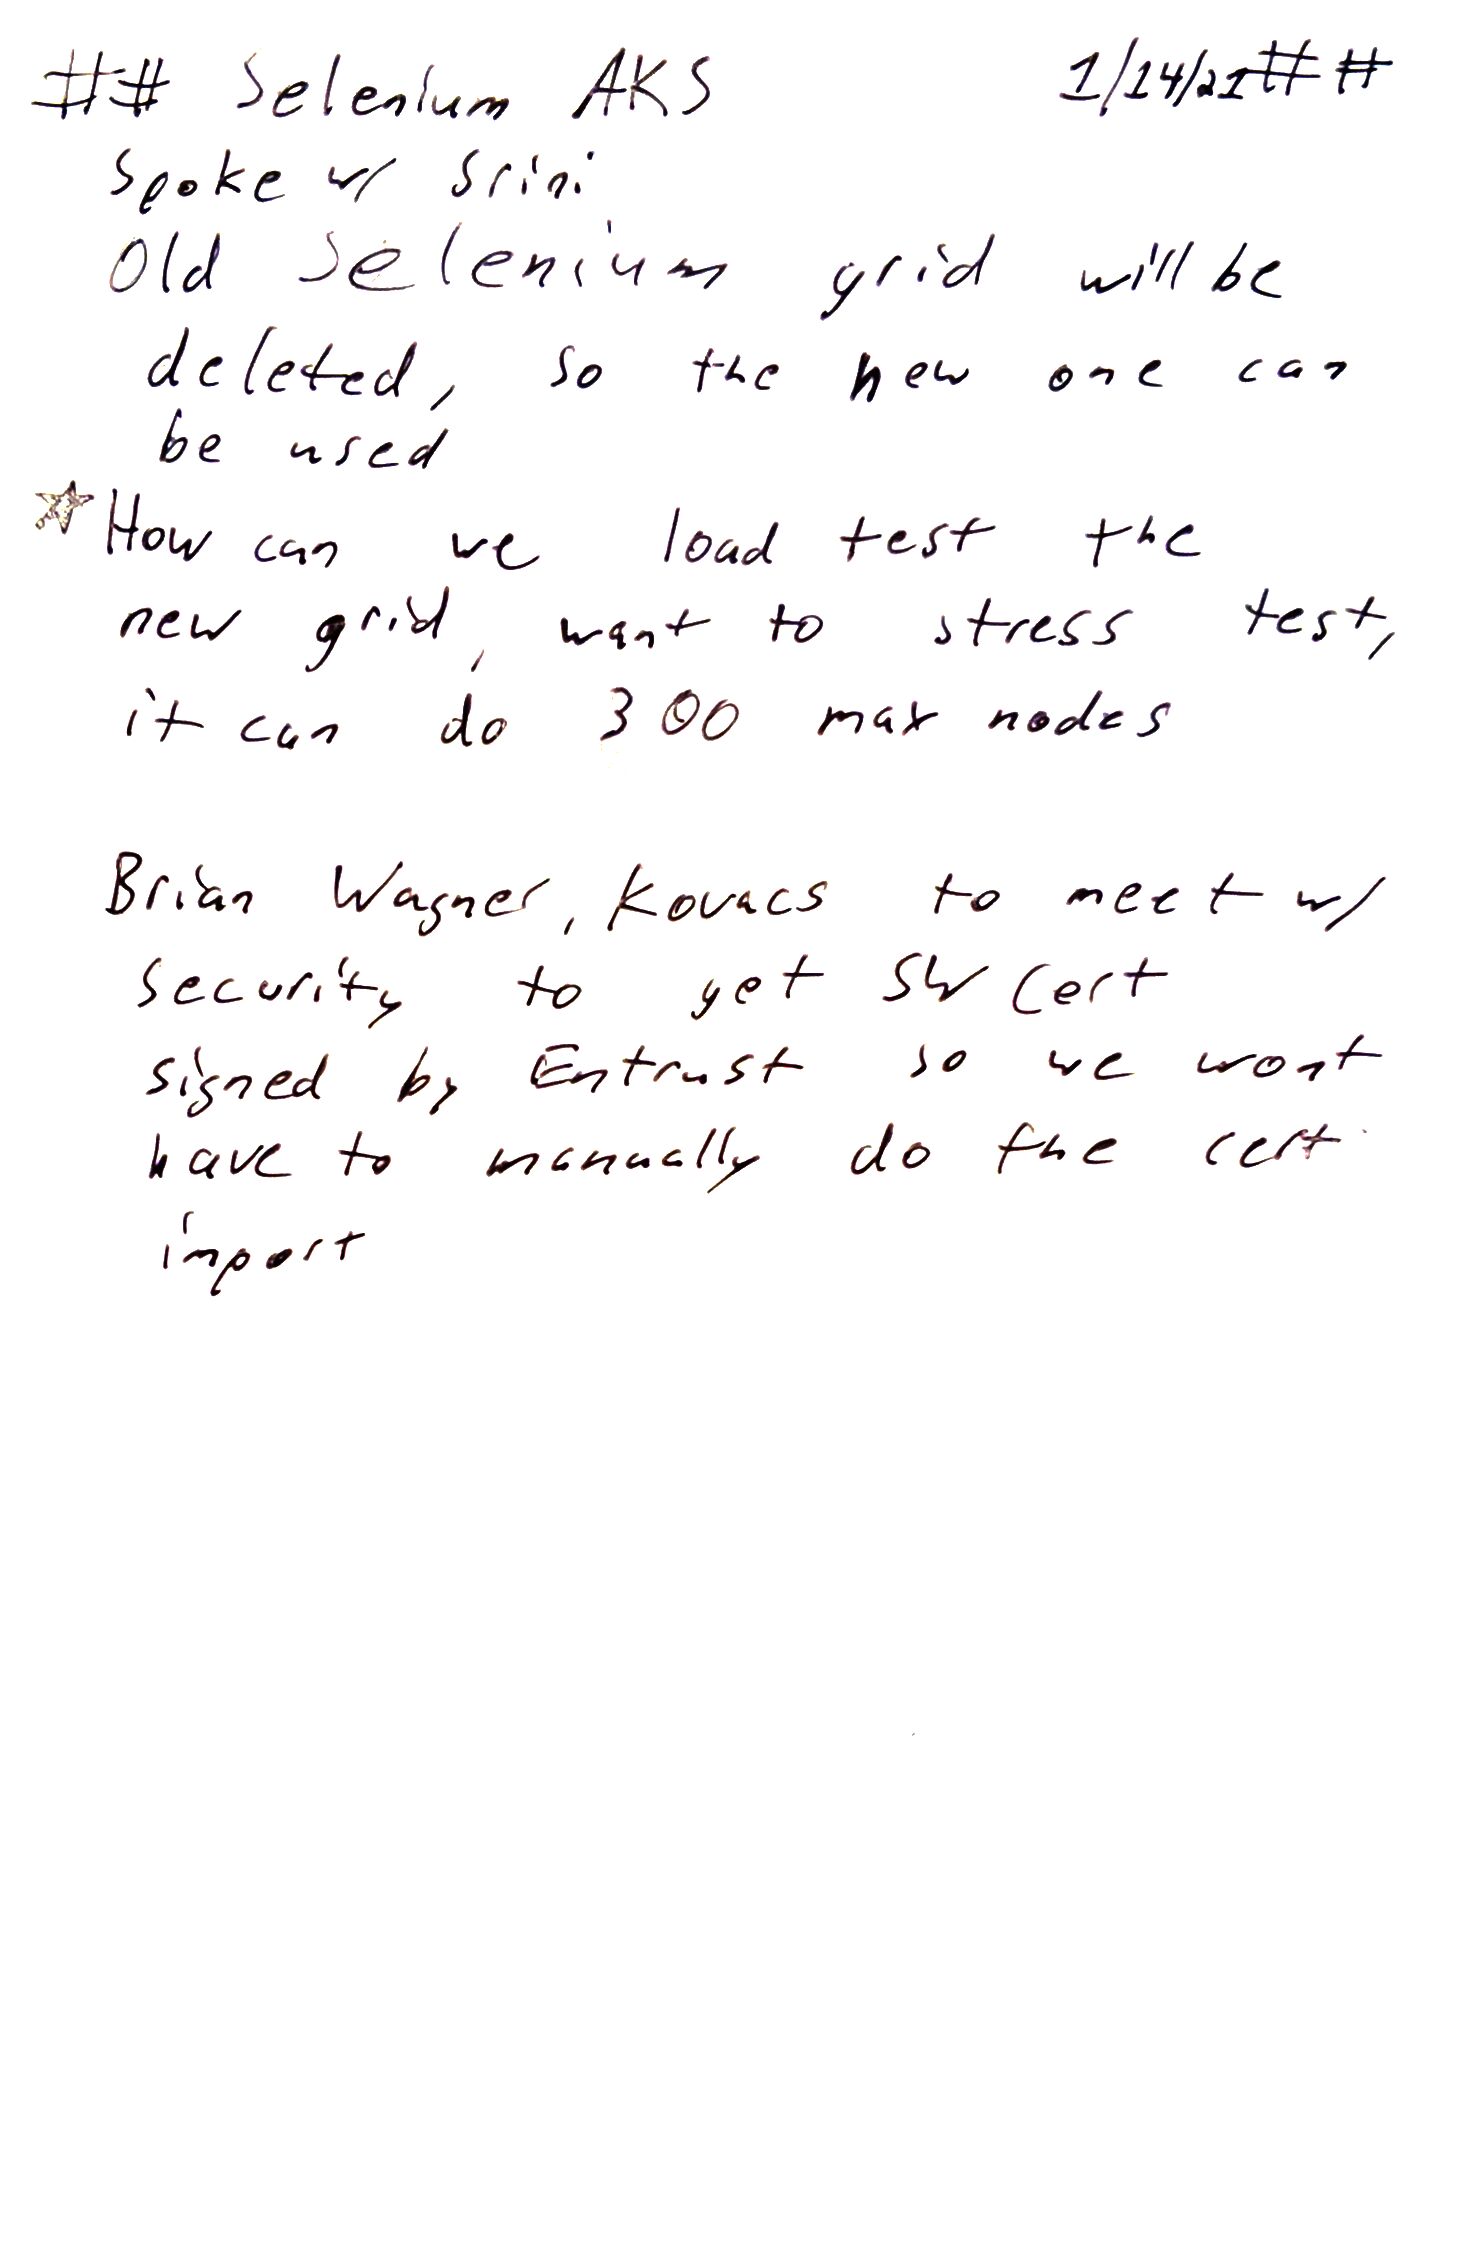 ## Selenium AKS 1/14/21##
Spoke w/ Srini
Old Selenium grid will be
deleted, so the new one can
be used
☆How can we load test the
new grid, want to stress test,
it can do 300 max nodes
Brian Wagner, Kovacs to meet w/
security to get SW Cert
signed by Entrust so we wont
have to manually do the cert
import